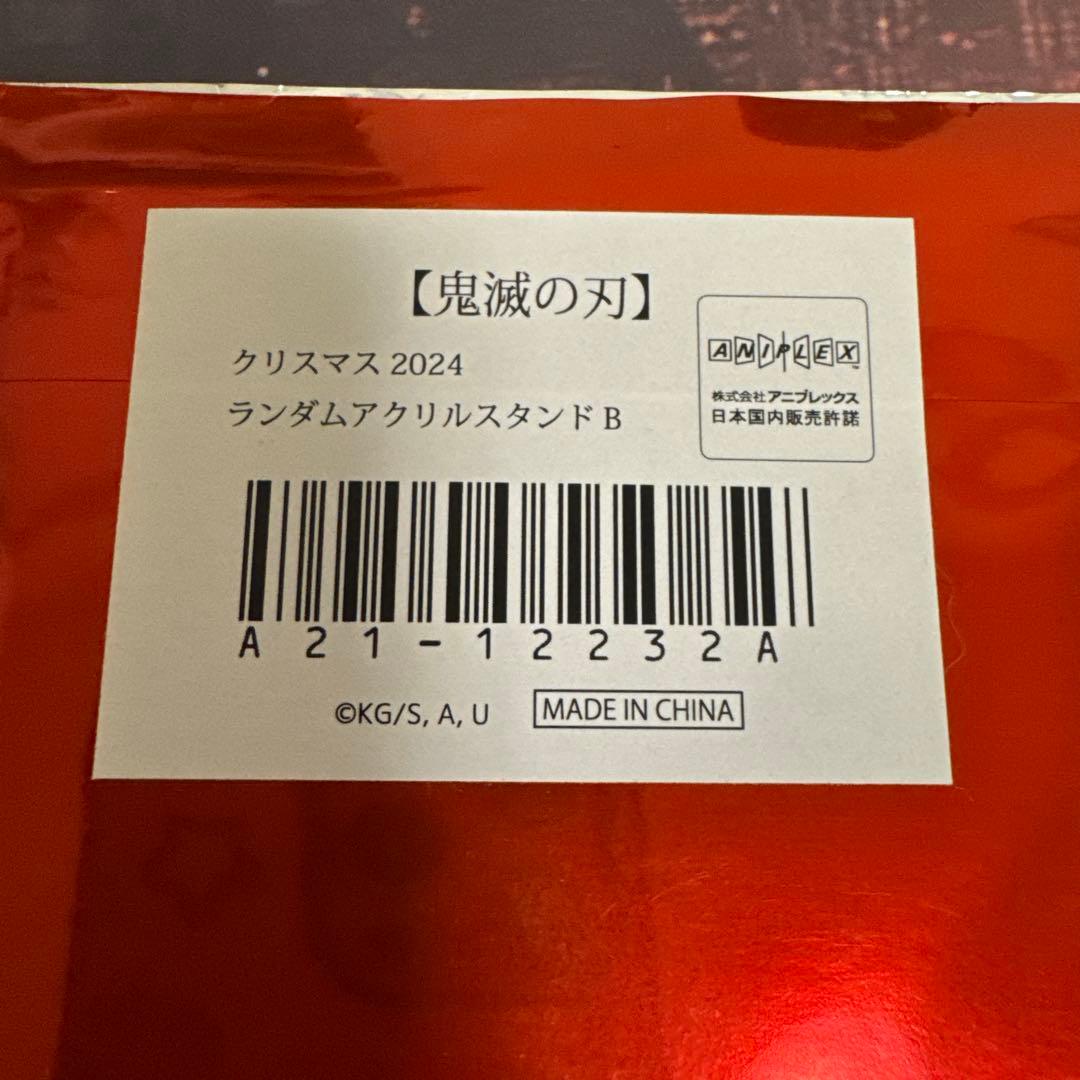 【鬼滅の刃】
クリスマス 2024
ランダムアクリルスタンド B
ANIPLEX™
株式会社アニプレックス
日本国内販売許諾
A21-12232A
©KG/S, A, U
MADE IN CHINA